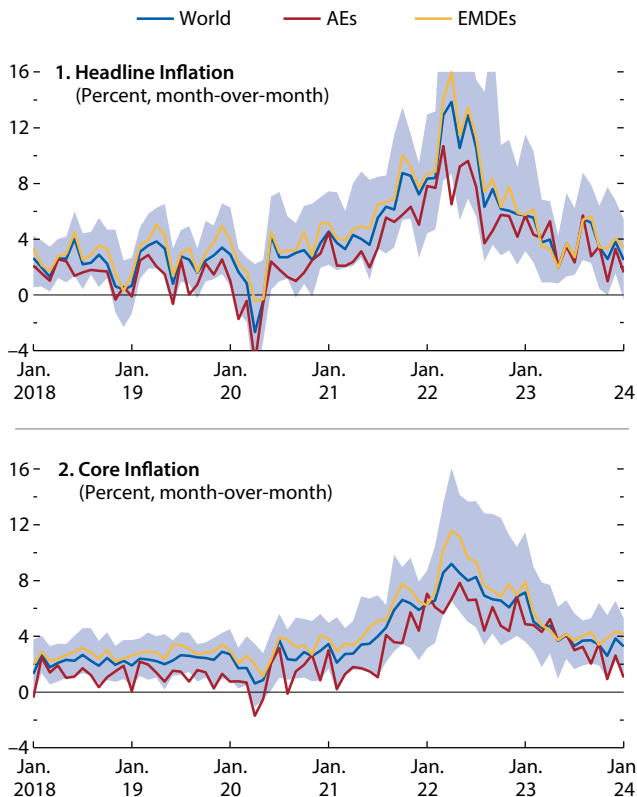 World AEs EMDEs
1. Headline Inflation
(Percent, month-over-month)
16
12
8
4
0
–4
Jan. Jan. Jan. Jan. Jan. Jan. Jan.
2018 19 20 21 22 23 24
2. Core Inflation
(Percent, month-over-month)
16
12
8
4
0
–4
Jan. Jan. Jan. Jan. Jan. Jan. Jan
2018 19 20 21 22 23 24